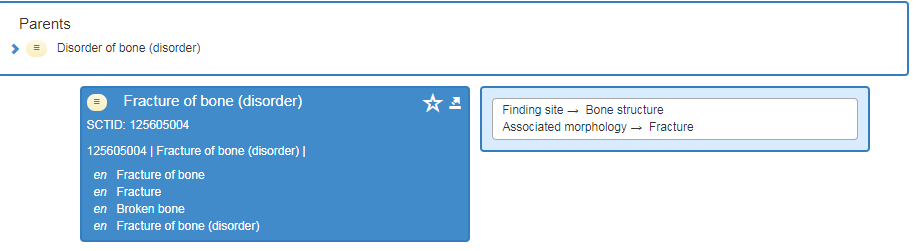 Parents
Disorder of bone (disorder)
Fracture of bone (disorder)
SCTID: 125605004
125605004 | Fracture of bone (disorder) |
en Fracture of bone
en Fracture
en Broken bone
en Fracture of bone (disorder)
Finding site → Bone structure
Associated morphology → Fracture